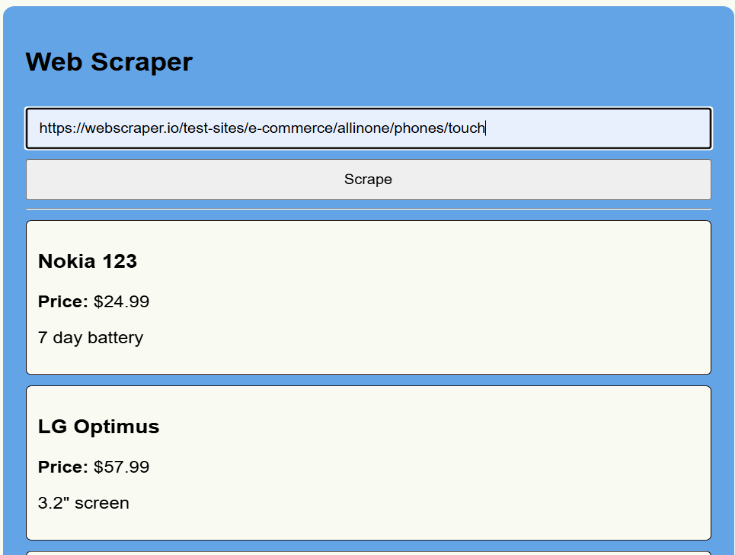 Web Scraper
https://webscraper.io/test-sites/e-commerce/allinone/phones/touch
Scrape
Nokia 123
Price: $24.99
7 day battery
LG Optimus
Price: $57.99
3.2" screen